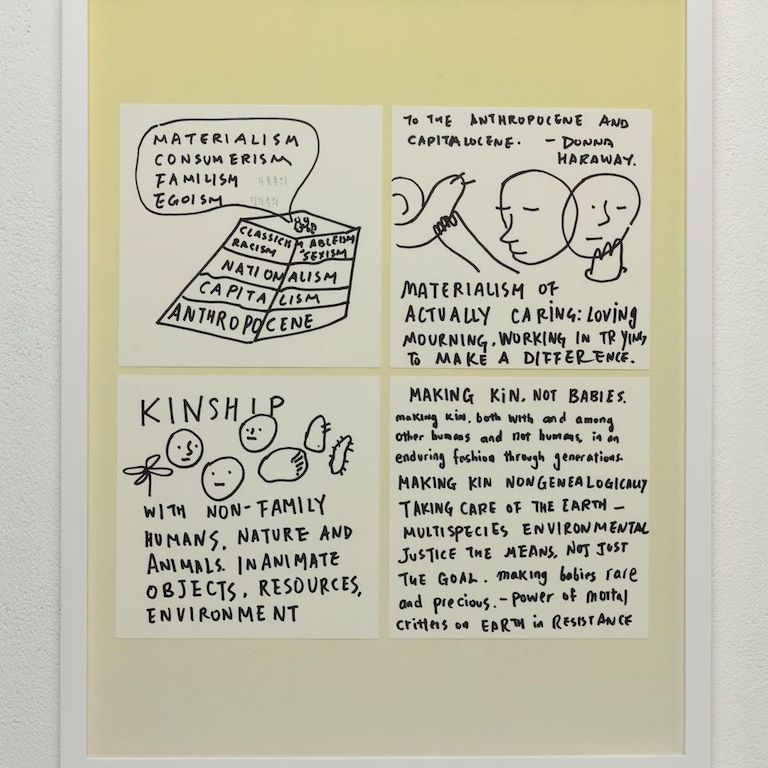 MATERIALISM
CONSUMERISM
FAMILISM 가족주의
EGOISM 이기주의
CLASSICISM ABLEISM
RACISM SEXISM
NATIONALISM
CAPITALISM
ANTHROPOCENE
TO THE ANTHROPOCENE AND
CAPITALOCENE. - DONNA
HARAWAY.
MATERIALISM OF
ACTUALLY CARING: LOVING
MOURNING, WORKING IN TRYING
TO MAKE A DIFFERENCE.
KINSHIP
WITH NON-FAMILY
HUMANS, NATURE AND
ANIMALS. INANIMATE
OBJECTS, RESOURCES,
ENVIRONMENT
MAKING KIN, NOT BABIES.
making kin, both with and among
other humans and not humans, in an
enduring fashion through generations.
MAKING KIN NONGENEALOGICALLY
TAKING CARE OF THE EARTH -
MULTISPECIES ENVIRONMENTAL
JUSTICE THE MEANS, NOT JUST
THE GOAL. making babies rare
and precious. - Power of mortal
critters on EARTH in RESISTANCE